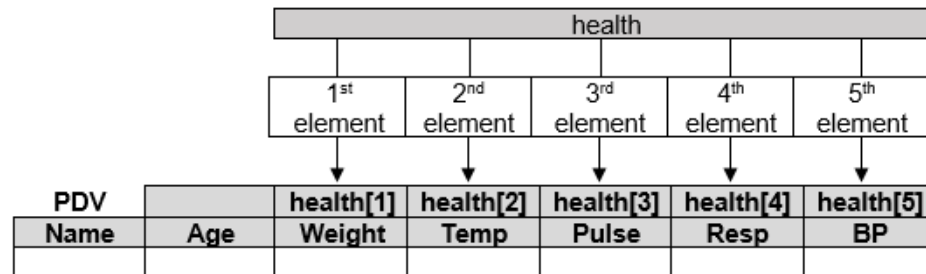 health
1st 2nd 3rd 4th 5th
element element element element element
PDV health[1] health[2] health[3] health[4] health[5]
Name Age Weight Temp Pulse Resp BP